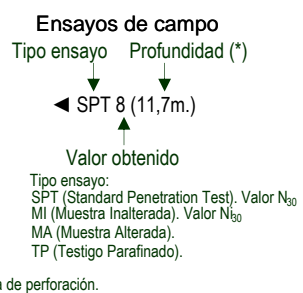 Ensayos de campo
Tipo ensayo Profundidad (*)
◄ SPT 8 (11,7m.)
Valor obtenido
Tipo ensayo:
SPT (Standard Penetration Test). Valor N30
MI (Muestra Inalterada). Valor Ni30
MA (Muestra Alterada).
TP (Testigo Parafinado).
de perforación.